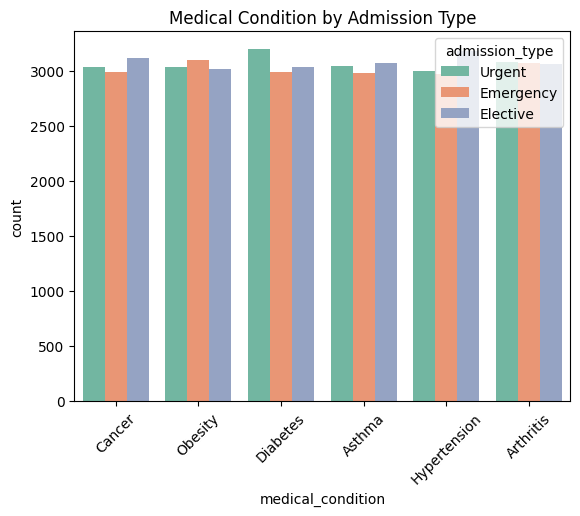 Medical Condition by Admission Type
admission_type
Urgent
Emergency
Elective
count
3000
2500
2000
1500
1000
500
0
Cancer
Obesity
Diabetes
Asthma
Hypertension
Arthritis
medical_condition